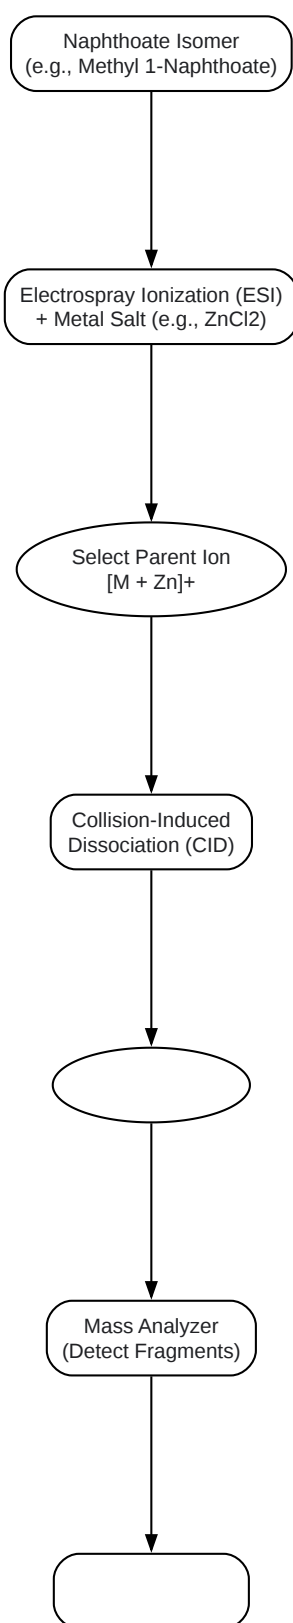 Naphthoate Isomer
(e.g., Methyl 1-Naphthoate)
Electrospray Ionization (ESI)
+ Metal Salt (e.g., ZnCl2)
Select Parent Ion
[M + Zn]+
Collision-Induced
Dissociation (CID)
Mass Analyzer
(Detect Fragments)